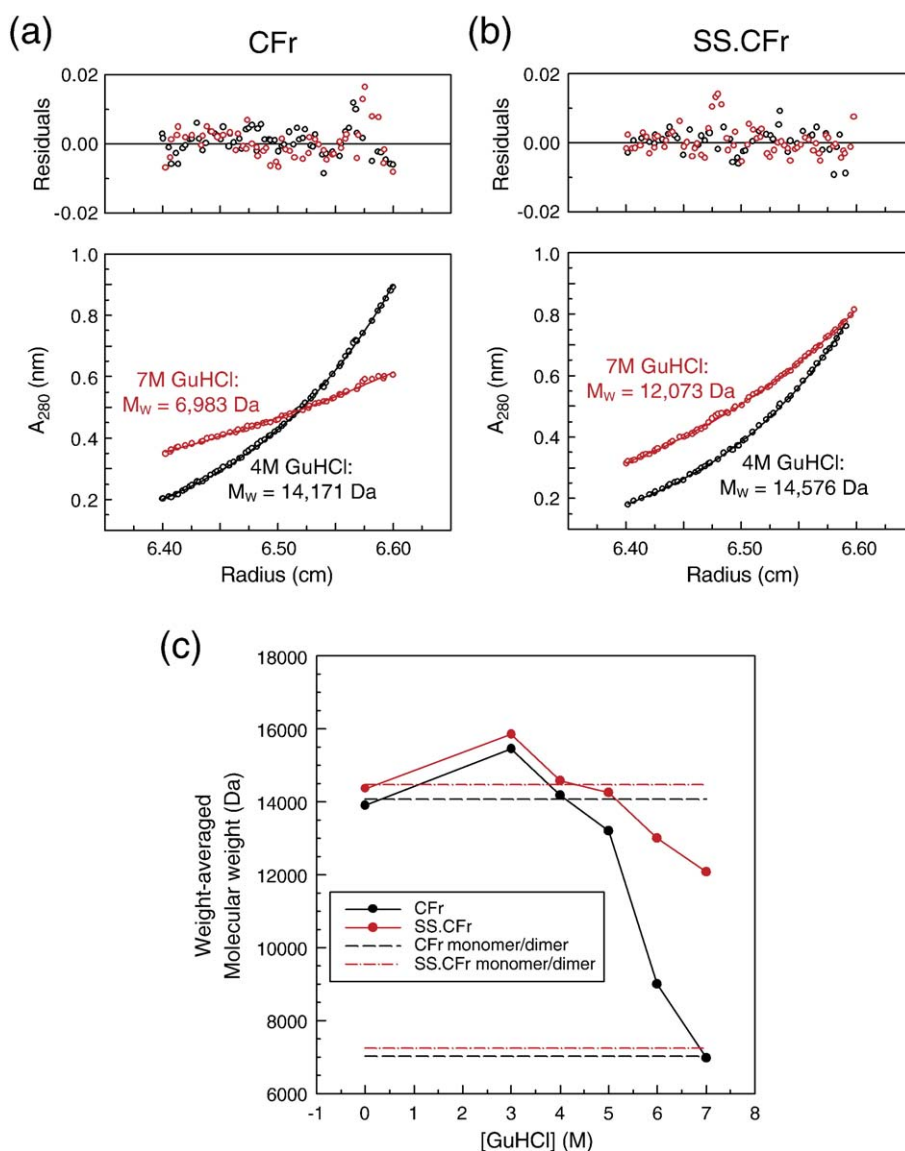 (a)
CFr
Residuals
0.02
0.00
-0.02
A280 (nm)
1.0
0.8
0.6
0.4
0.2
7M GuHCl:
MW = 6,983 Da
4M GuHCl:
MW = 14,171 Da
6.40
6.50
6.60
Radius (cm)
(b)
SS.CFr
Residuals
0.02
0.00
-0.02
A280 (nm)
1.0
0.8
0.6
0.4
0.2
7M GuHCl:
MW = 12,073 Da
4M GuHCl:
MW = 14,576 Da
6.40
6.50
6.60
Radius (cm)
(c)
Weight-averaged
Molecular weight (Da)
18000
16000
14000
12000
10000
8000
6000
CFr
SS.CFr
CFr monomer/dimer
SS.CFr monomer/dimer
-1
0
1
2
3
4
5
6
7
8
[GuHCl] (M)